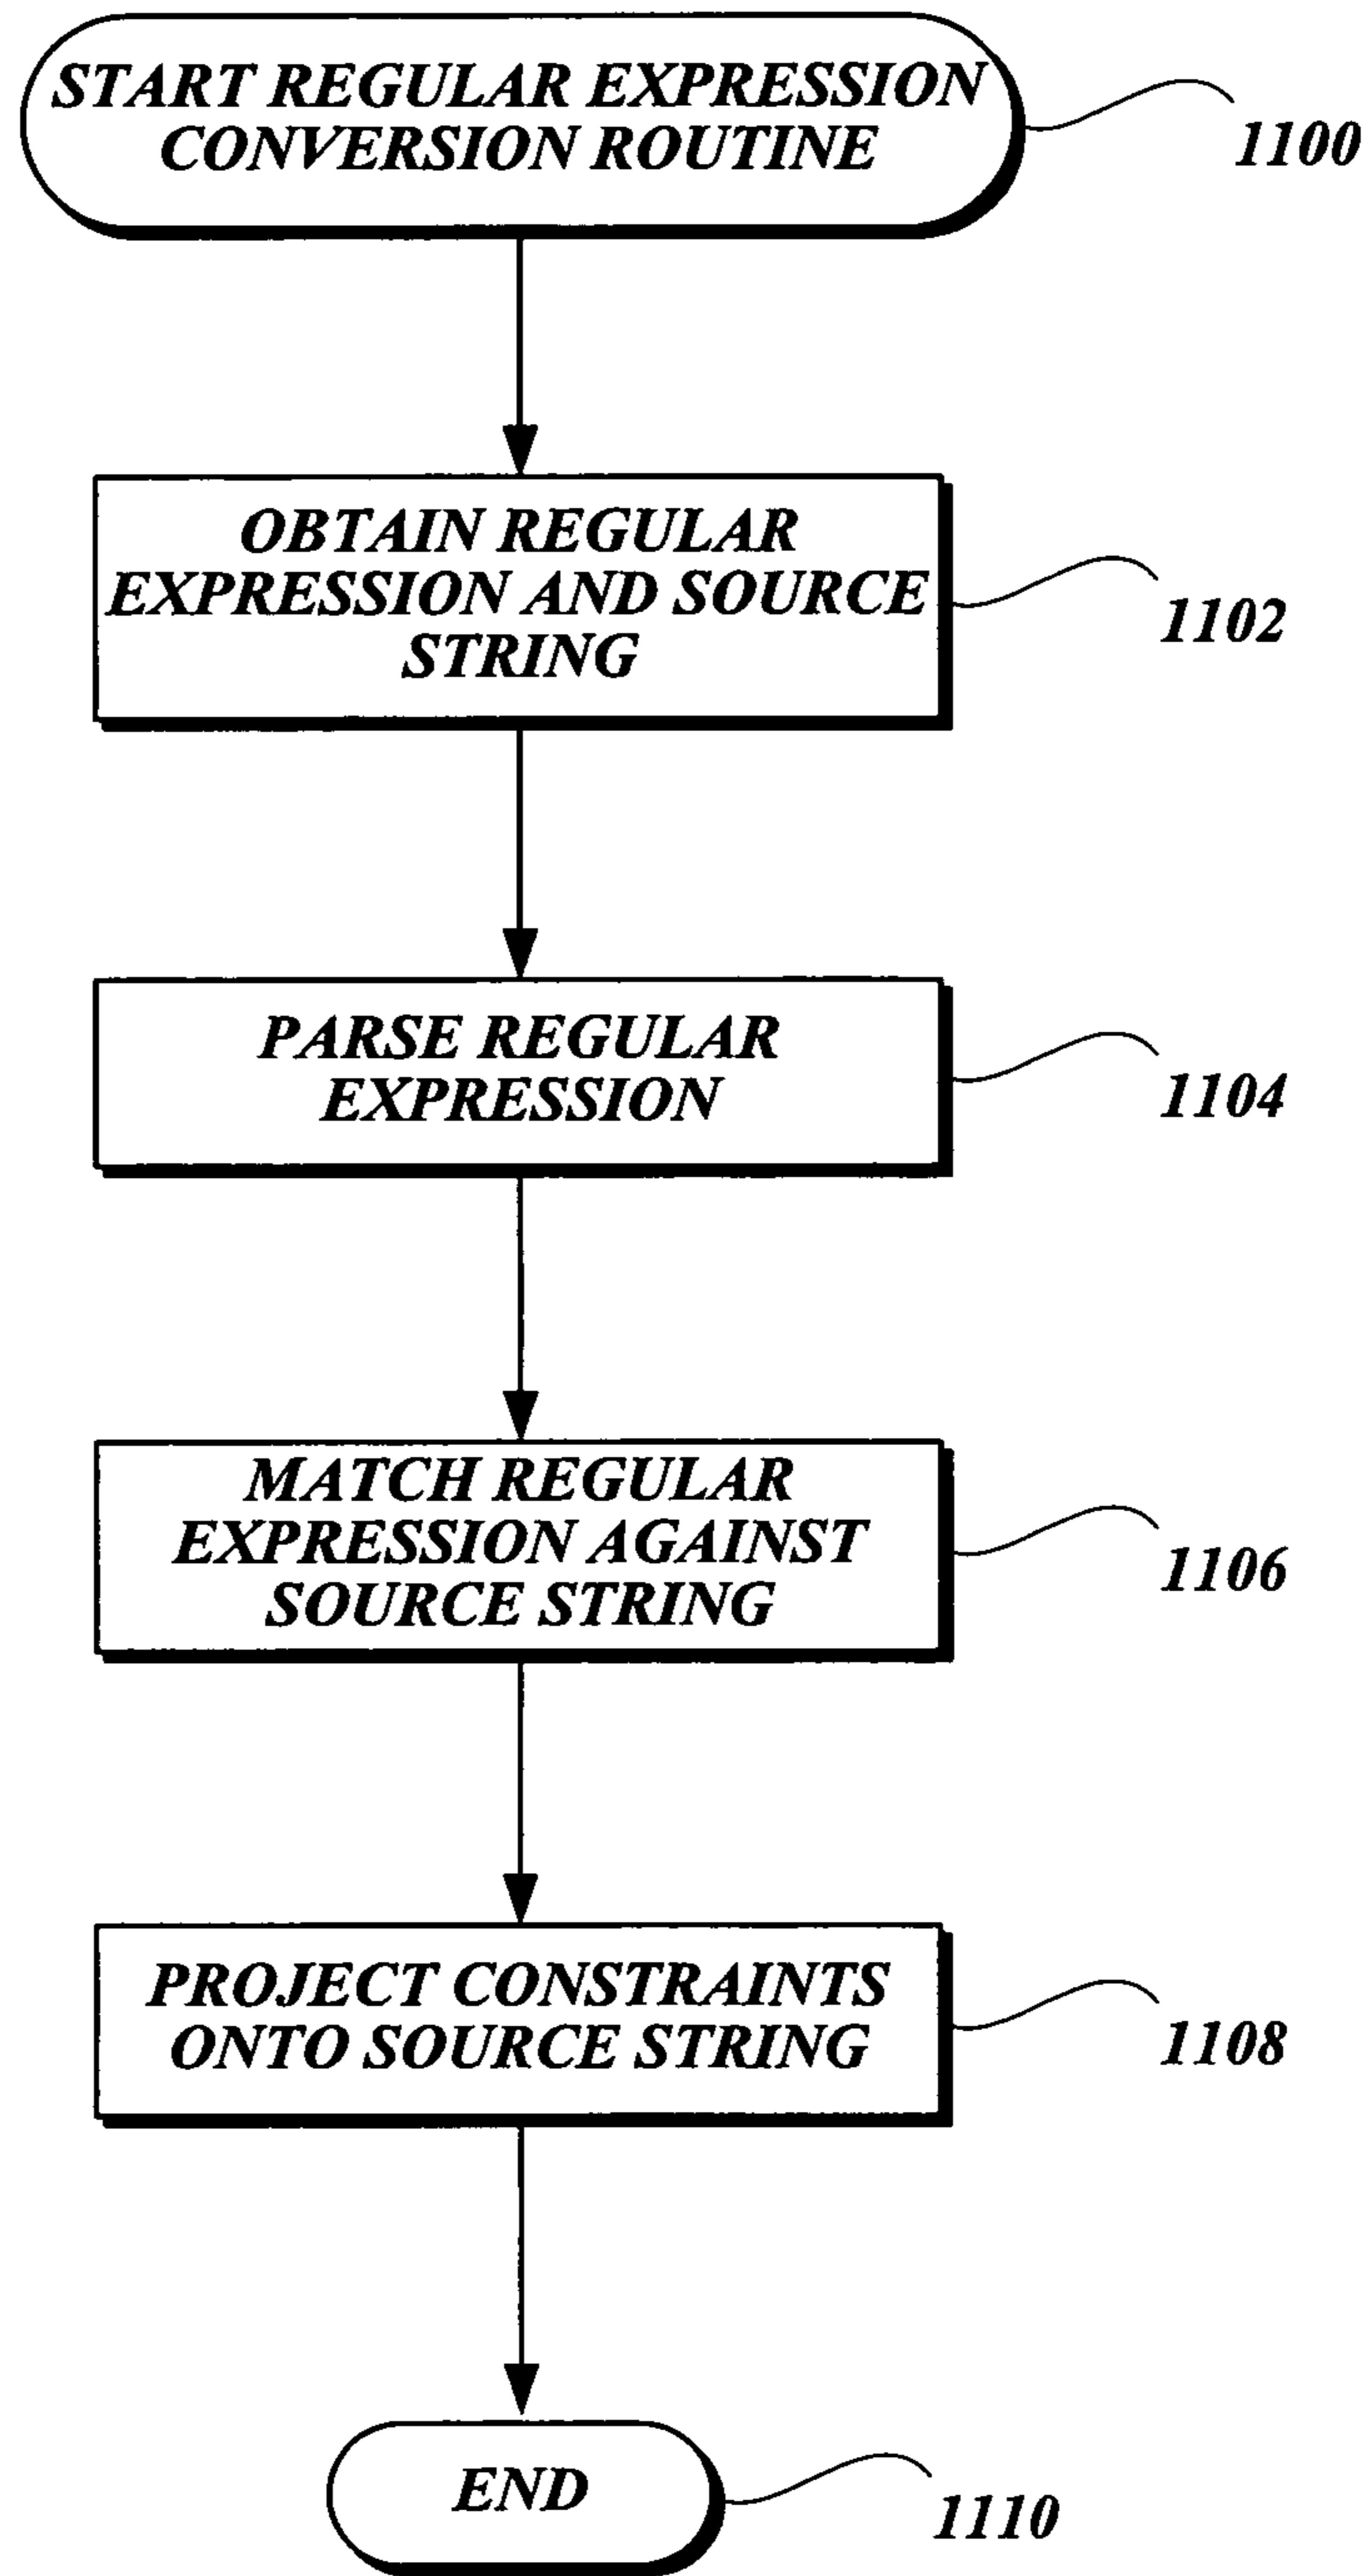 START REGULAR EXPRESSION
CONVERSION ROUTINE
1100
OBTAIN REGULAR
EXPRESSION AND SOURCE
STRING
1102
PARSE REGULAR
EXPRESSION
1104
MATCH REGULAR
EXPRESSION AGAINST
SOURCE STRING
1106
PROJECT CONSTRAINTS
ONTO SOURCE STRING
1108
END
1110